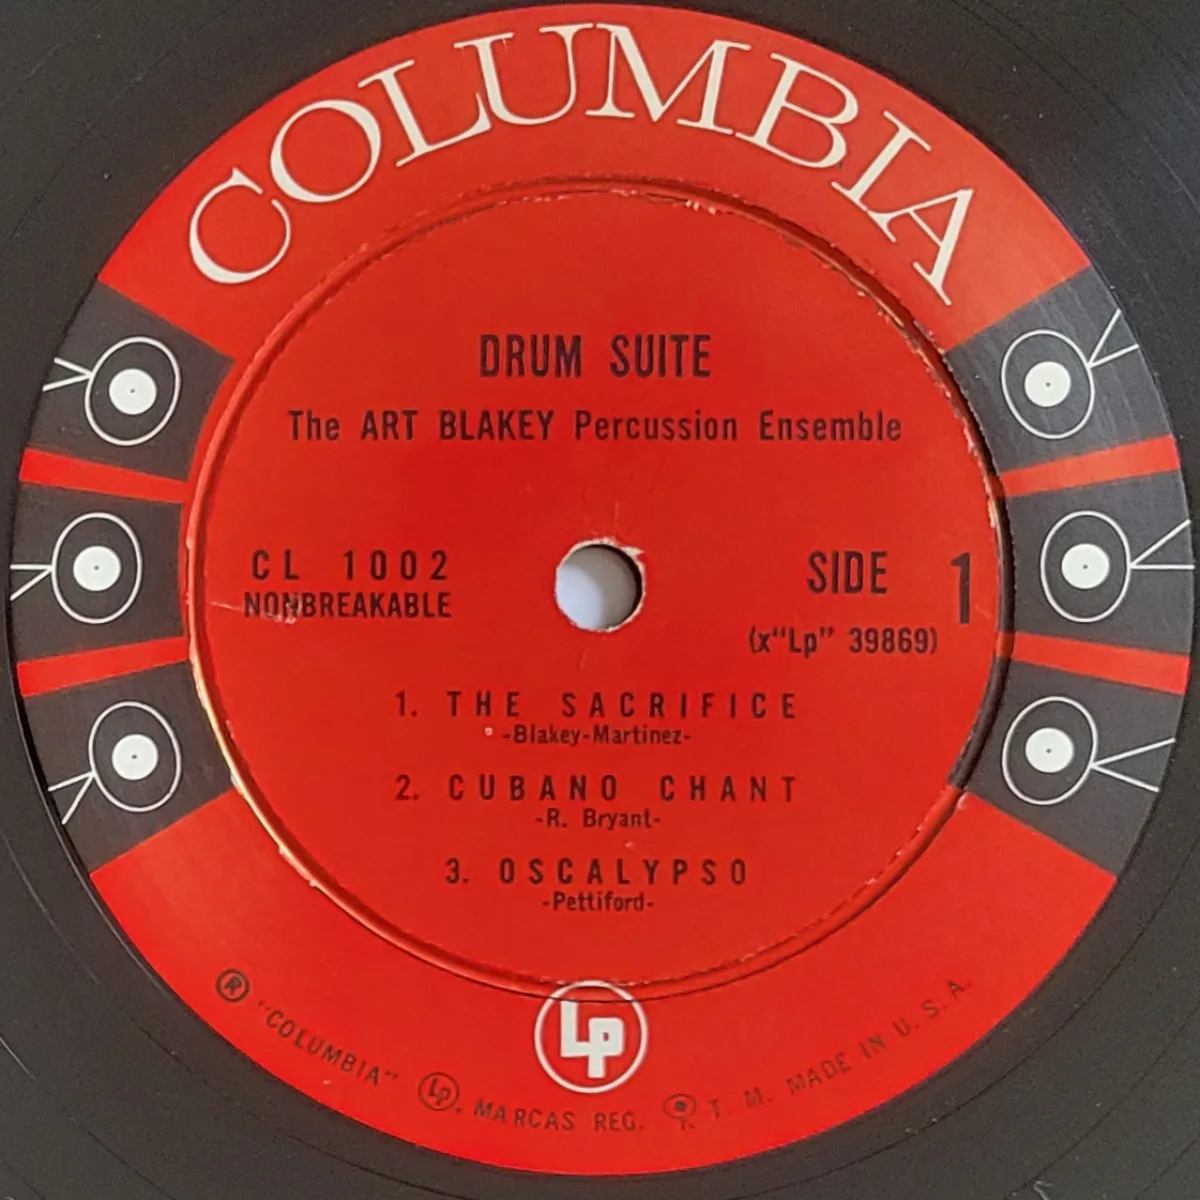 COLUMBIA
DRUM SUITE
The ART BLAKEY Percussion Ensemble
CL 1002
NONBREAKABLE
SIDE 1
(x"Lp" 39869)
1. THE SACRIFICE
-Blakey-Martinez-
2. CUBANO CHANT
-R. Bryant-
3. OSCALYPSO
-Pettiford-
Lp
® "COLUMBIA" Lp, MARCAS REG. T. M. MADE IN U. S. A.